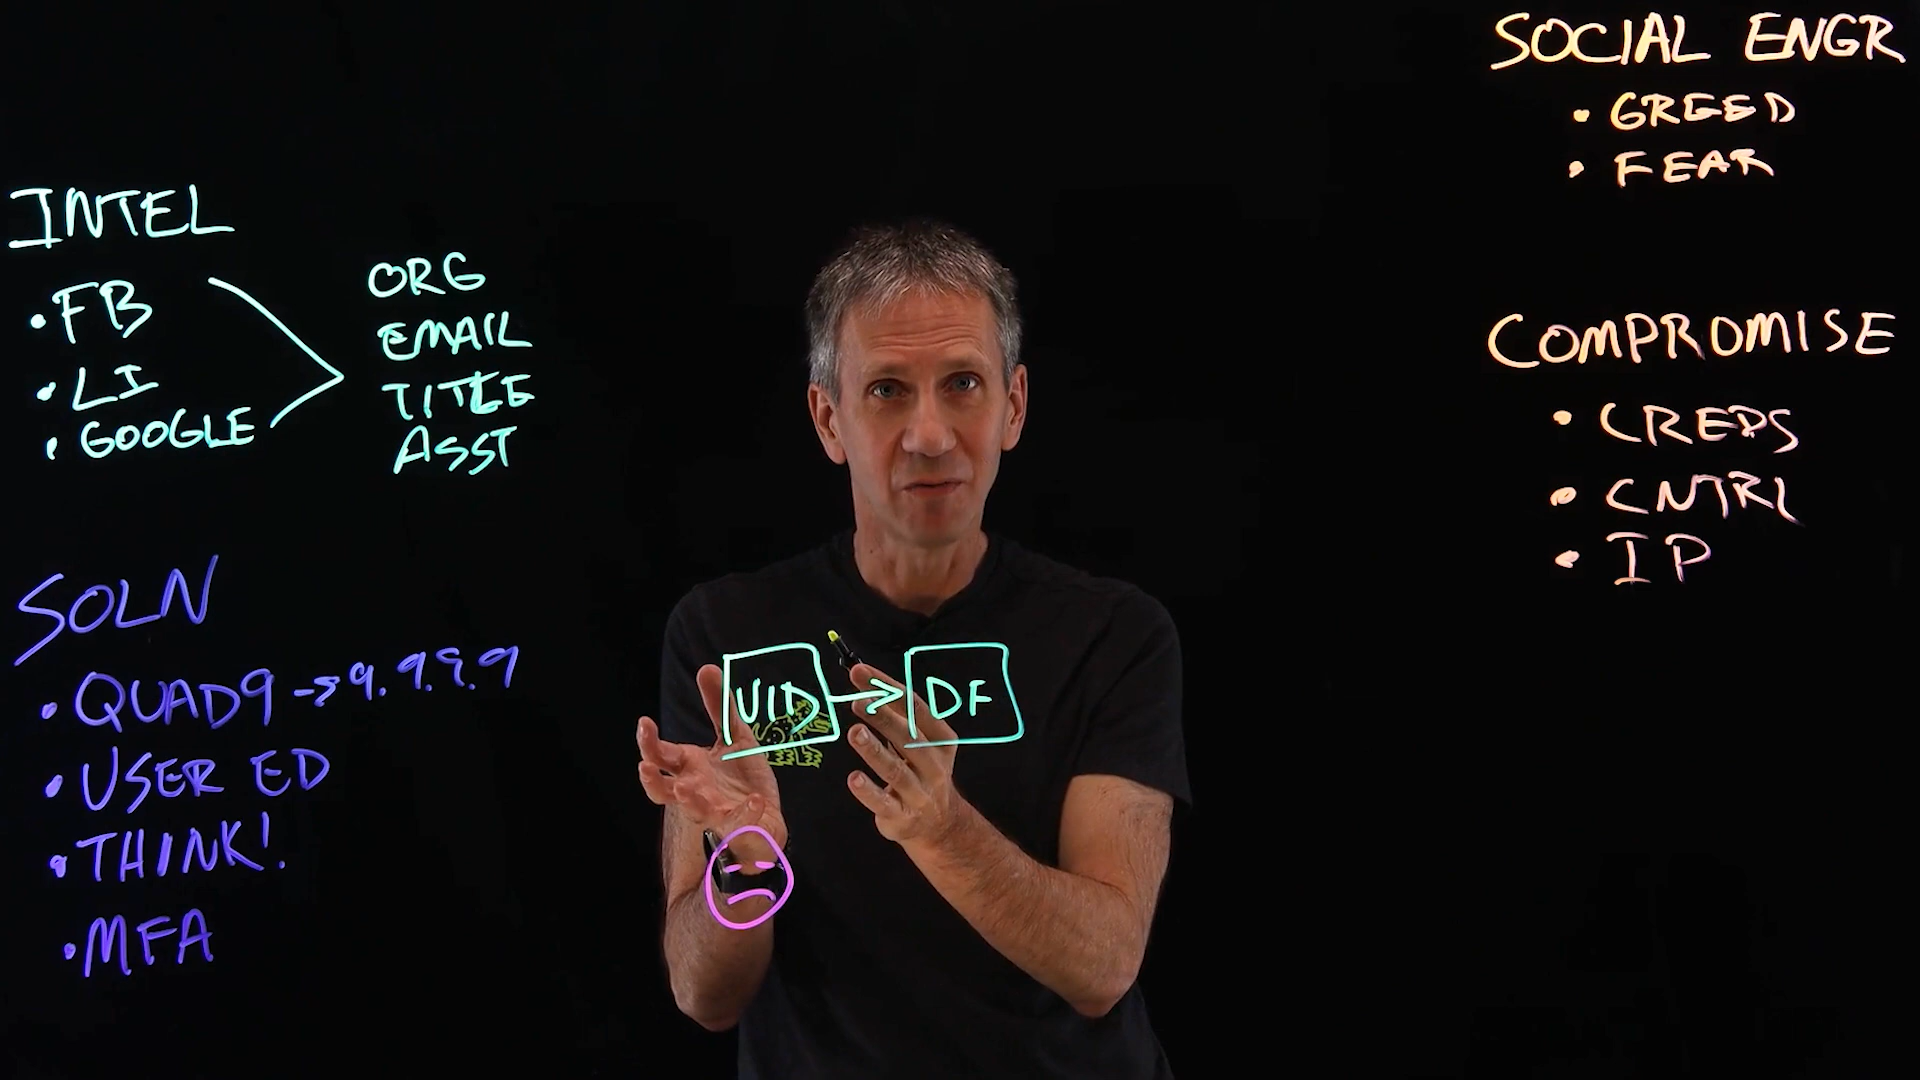 INTEL
• FB
• LI
• GOOGLE
ORG
EMAIL
TITLE
ASST
SOLN
• QUAD9 → 9.9.9.9
• USER ED
• THINK!
• MFA
VID → DF
SOCIAL ENGR
• GREED
• FEAR
COMPROMISE
• CREDS
• CNTRL
• IP